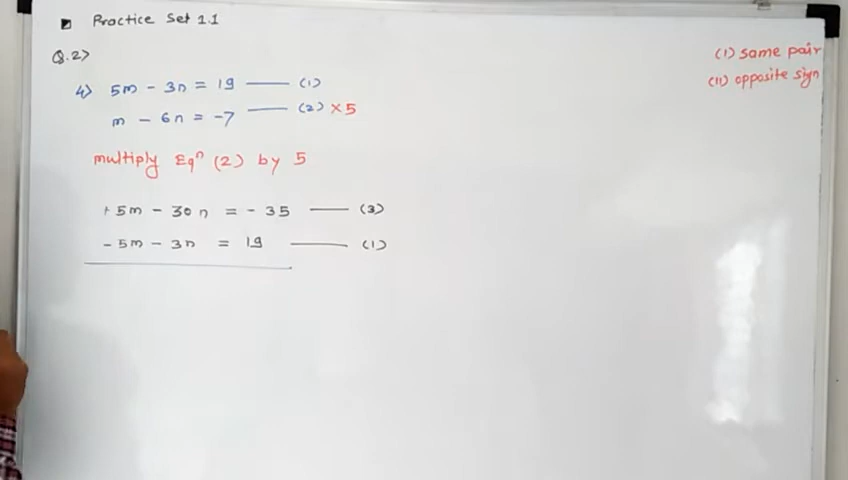 Practice Set 1.1
Q.2>
(I) same pair
(II) opposite sign
4> 5m - 3n = 19 —— (1)
m - 6n = -7 —— (2) × 5
multiply Eqⁿ (2) by 5
+5m - 30n = - 35 —— (3)
- 5m - 3n = 19 —— (1)